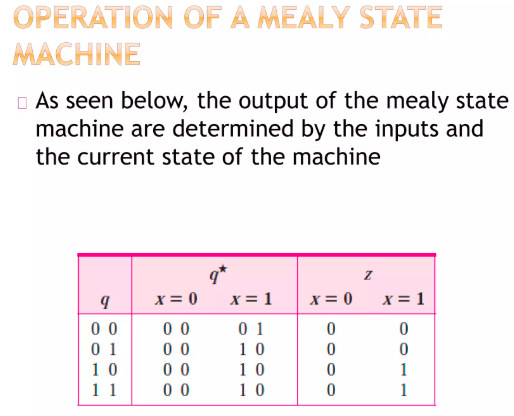 OPERATION OF A MEALY STATE
MACHINE
As seen below, the output of the mealy state
machine are determined by the inputs and
the current state of the machine
q★ z
q x = 0 x = 1 x = 0 x = 1
0 0 0 0 0 1 0 0
0 1 0 0 1 0 0 0
1 0 0 0 1 0 0 1
1 1 0 0 1 0 0 1